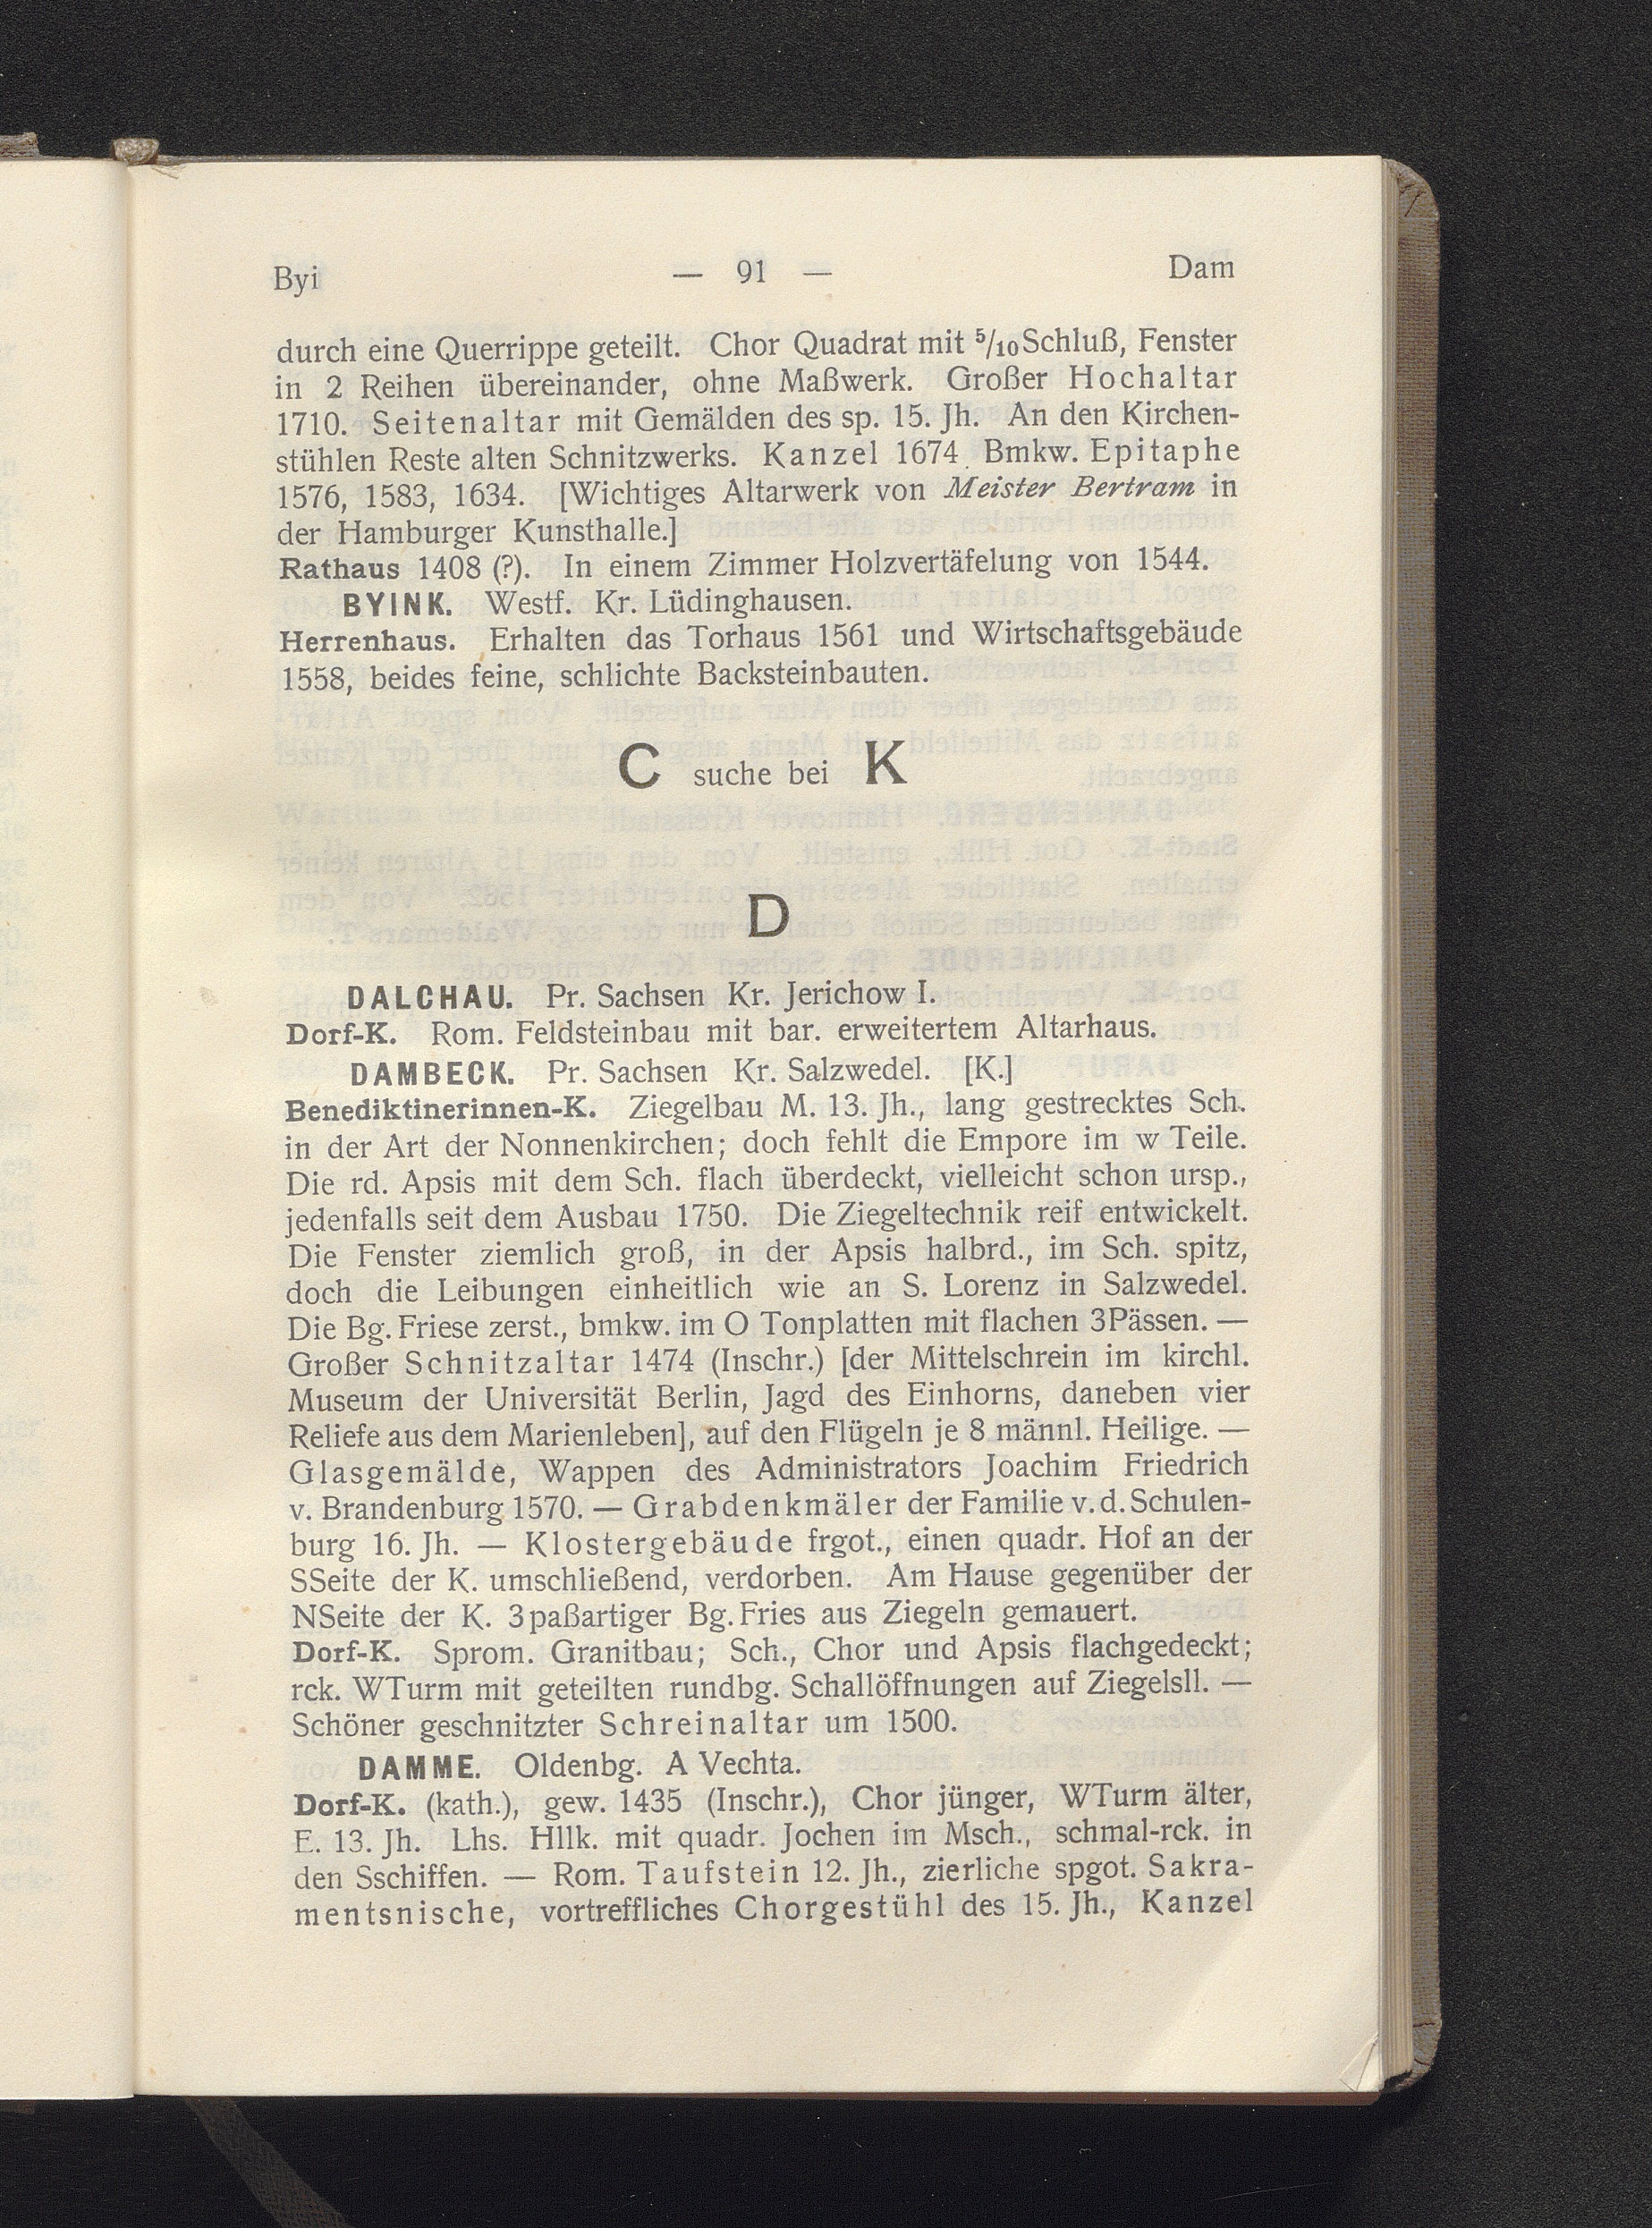 Byi — 91 — Dam
durch eine Querrippe geteilt. Chor Quadrat mit 5/10 Schluß, Fenster
in 2 Reihen übereinander, ohne Maßwerk. Großer Hochaltar
1710. Seitenaltar mit Gemälden des sp. 15. Jh. An den Kirchen-
stühlen Reste alten Schnitzwerks. Kanzel 1674. Bmkw. Epitaphe
1576, 1583, 1634. [Wichtiges Altarwerk von Meister Bertram in
der Hamburger Kunsthalle.]
Rathaus 1408 (?). In einem Zimmer Holzvertäfelung von 1544.
BYINK. Westf. Kr. Lüdinghausen.
Herrenhaus. Erhalten das Torhaus 1561 und Wirtschaftsgebäude
1558, beides feine, schlichte Backsteinbauten.
C suche bei K
D
DALCHAU. Pr. Sachsen Kr. Jerichow I.
Dorf-K. Rom. Feldsteinbau mit bar. erweitertem Altarhaus.
DAMBECK. Pr. Sachsen Kr. Salzwedel. [K.]
Benediktinerinnen-K. Ziegelbau M. 13. Jh., lang gestrecktes Sch.
in der Art der Nonnenkirchen; doch fehlt die Empore im w Teile.
Die rd. Apsis mit dem Sch. flach überdeckt, vielleicht schon ursp.,
jedenfalls seit dem Ausbau 1750. Die Ziegeltechnik reif entwickelt.
Die Fenster ziemlich groß, in der Apsis halbrd., im Sch. spitz,
doch die Leibungen einheitlich wie an S. Lorenz in Salzwedel.
Die Bg. Friese zerst., bmkw. im O Tonplatten mit flachen 3Pässen. —
Großer Schnitzaltar 1474 (Inschr.) [der Mittelschrein im kirchl.
Museum der Universität Berlin, Jagd des Einhorns, daneben vier
Reliefe aus dem Marienleben], auf den Flügeln je 8 männl. Heilige. —
Glasgemälde, Wappen des Administrators Joachim Friedrich
v. Brandenburg 1570. — Grabdenkmäler der Familie v. d. Schulen-
burg 16. Jh. — Klostergebäude frgot., einen quadr. Hof an der
SSeite der K. umschließend, verdorben. Am Hause gegenüber der
NSeite der K. 3paßartiger Bg. Fries aus Ziegeln gemauert.
Dorf-K. Sprom. Granitbau; Sch., Chor und Apsis flachgedeckt;
rck. WTurm mit geteilten rundbg. Schallöffnungen auf Ziegelsll. —
Schöner geschnitzter Schreinaltar um 1500.
DAMME. Oldenbg. A Vechta.
Dorf-K. (kath.), gew. 1435 (Inschr.), Chor jünger, WTurm älter,
E. 13. Jh. Lhs. Hllk. mit quadr. Jochen im Msch., schmal-rck. in
den Sschiffen. — Rom. Taufstein 12. Jh., zierliche spgot. Sakra-
mentsnische, vortreffliches Chorgestühl des 15. Jh., Kanzel